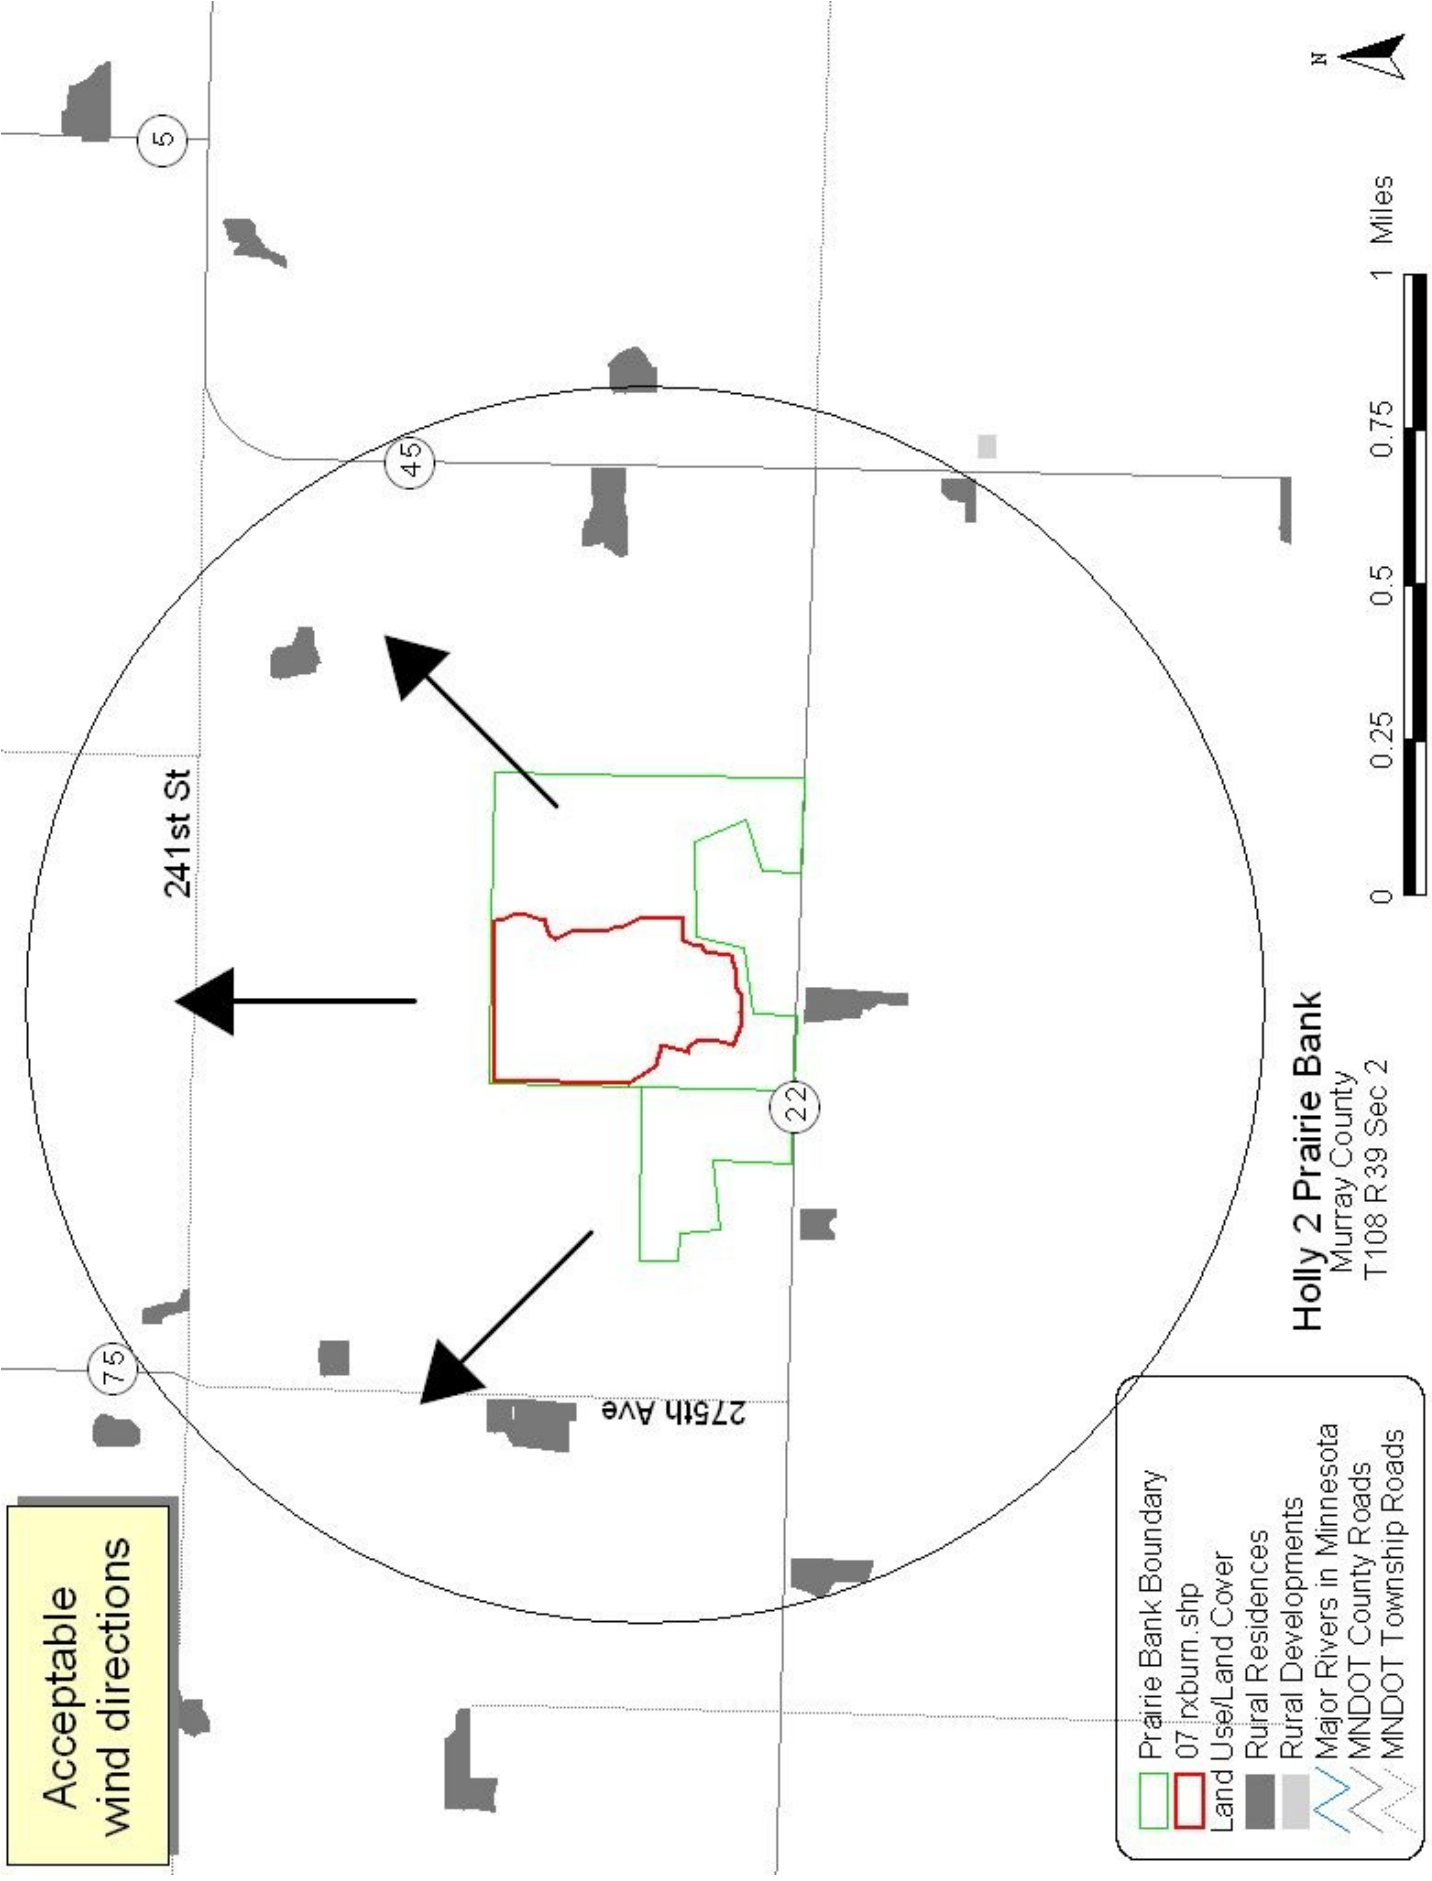 Acceptable
wind directions
75
5
241st St
45
275th Ave
22
N
Prairie Bank Boundary
07 rxburn.shp
Land Use/Land Cover
Rural Residences
Rural Developments
Major Rivers in Minnesota
MNDOT County Roads
MNDOT Township Roads
Holly 2 Prairie Bank
Murray County
T108 R39 Sec 2
0 0.25 0.5 0.75 1 Miles